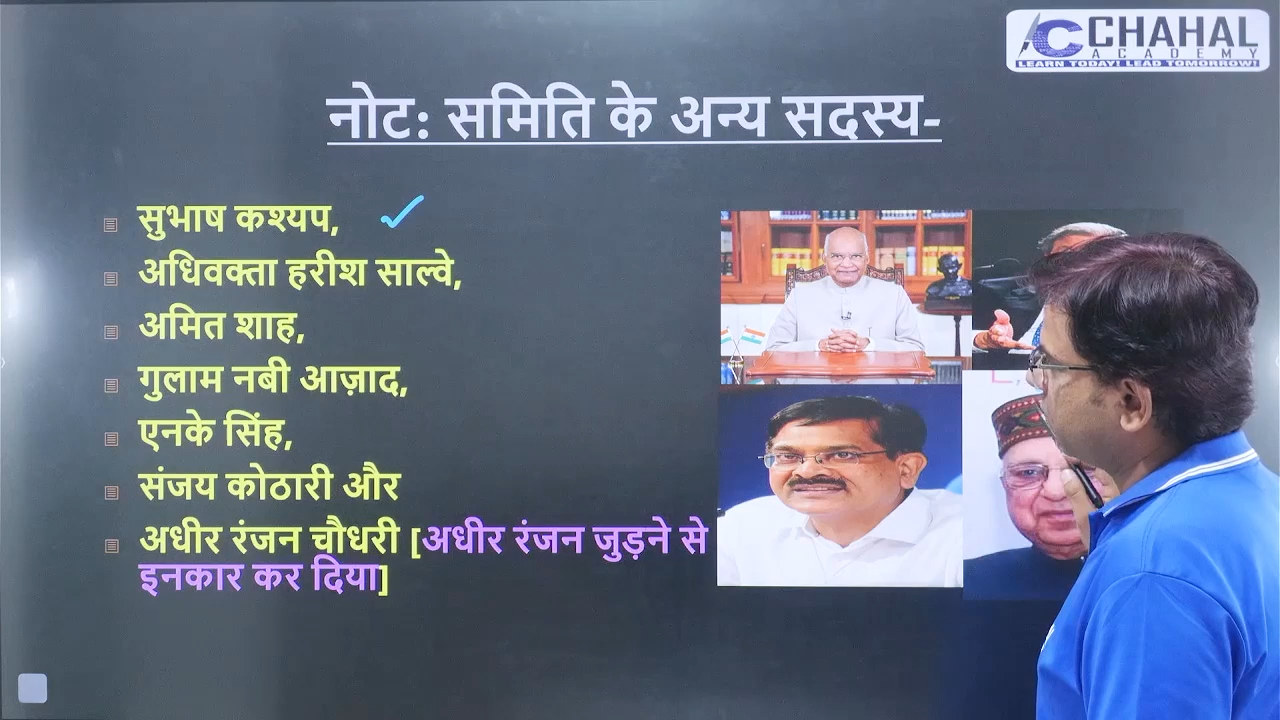 CHAHAL
ACADEMY
LEARN TODAY! LEAD TOMORROW!
नोट: समिति के अन्य सदस्य-
सुभाष कश्यप,
अधिवक्ता हरीश साल्वे,
अमित शाह,
गुलाम नबी आज़ाद,
एनके सिंह,
संजय कोठारी और
अधीर रंजन चौधरी [अधीर रंजन जुड़ने से
इनकार कर दिया]